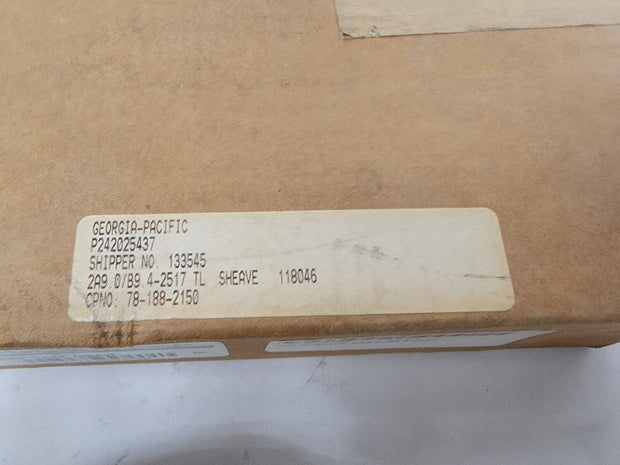 GEORGIA-PACIFIC
P242025437
SHIPPER NO. 133545
2A9.0/B9.4-2517 TL SHEAVE 118046
CPNO: 78-188-2150